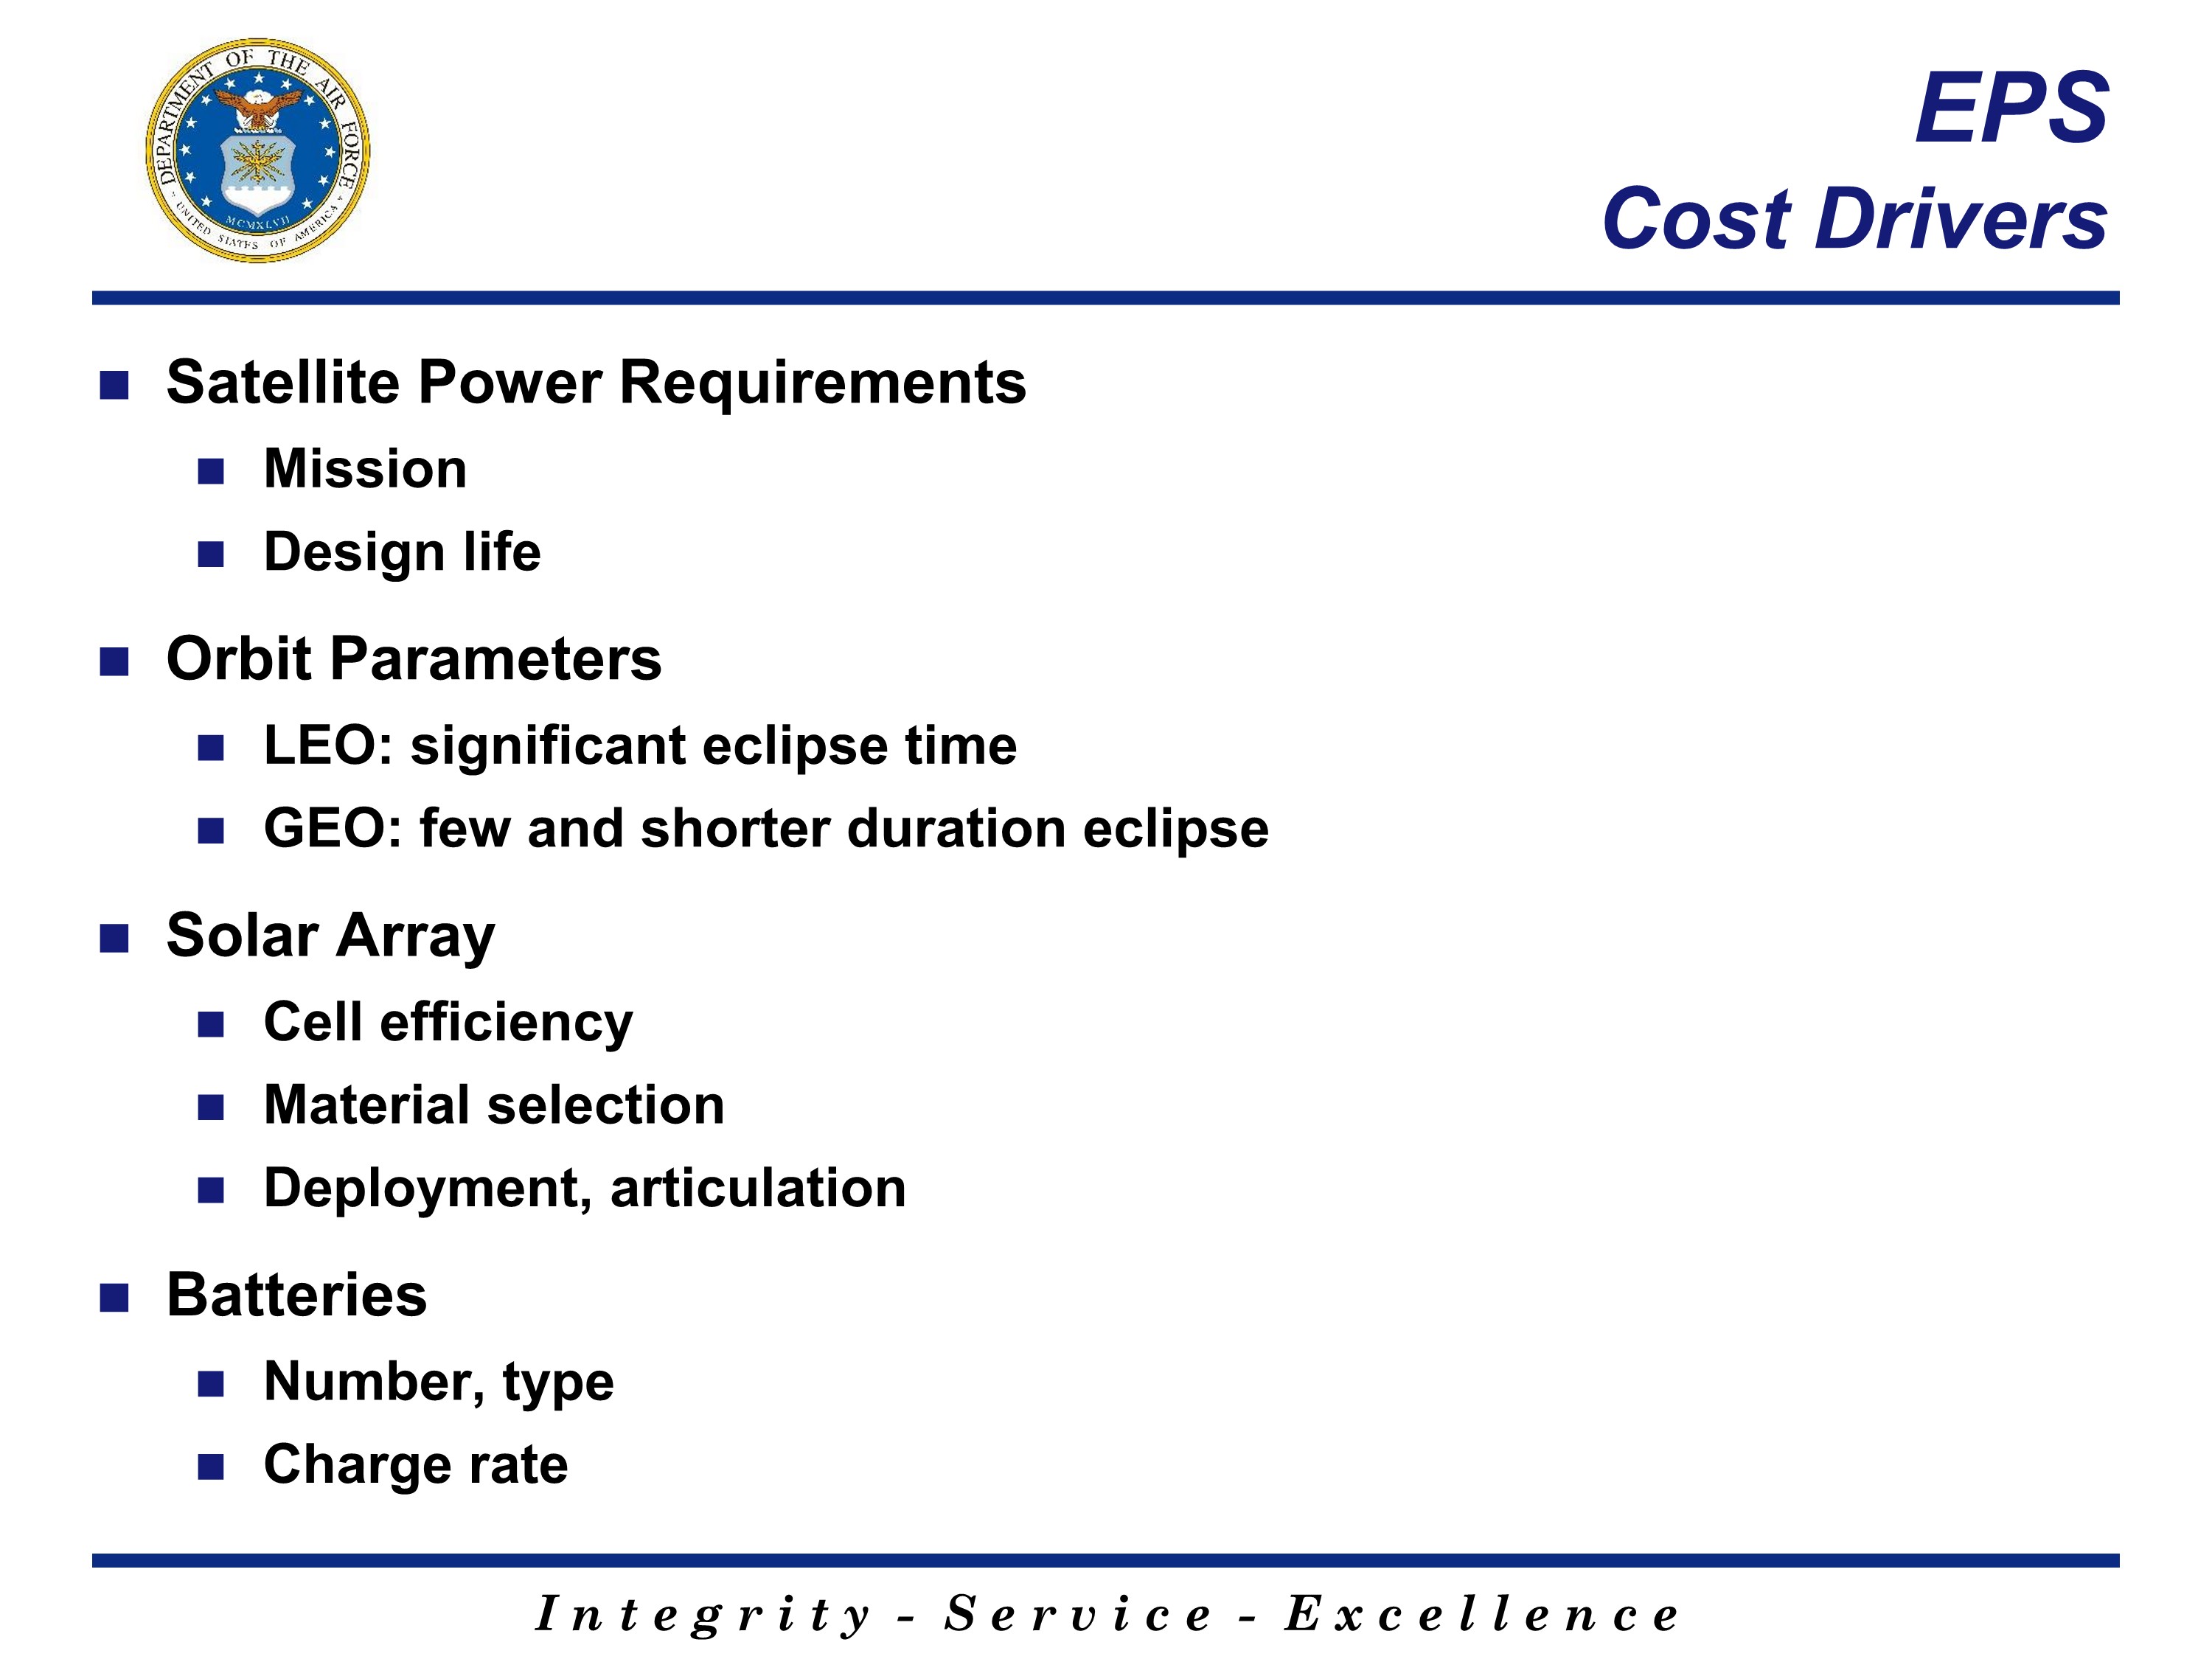 DEPARTMENT OF THE AIR FORCE
MCMXLVII
UNITED STATES OF AMERICA
EPS
Cost Drivers
Satellite Power Requirements
Mission
Design life
Orbit Parameters
LEO: significant eclipse time
GEO: few and shorter duration eclipse
Solar Array
Cell efficiency
Material selection
Deployment, articulation
Batteries
Number, type
Charge rate
Integrity - Service - Excellence